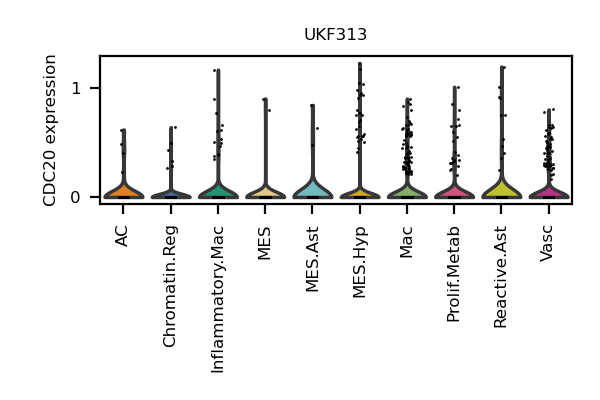 UKF313
CDC20 expression
1
0
AC
Chromatin.Reg
Inflammatory.Mac
MES
MES.Ast
MES.Hyp
Mac
Prolif.Metab
Reactive.Ast
Vasc